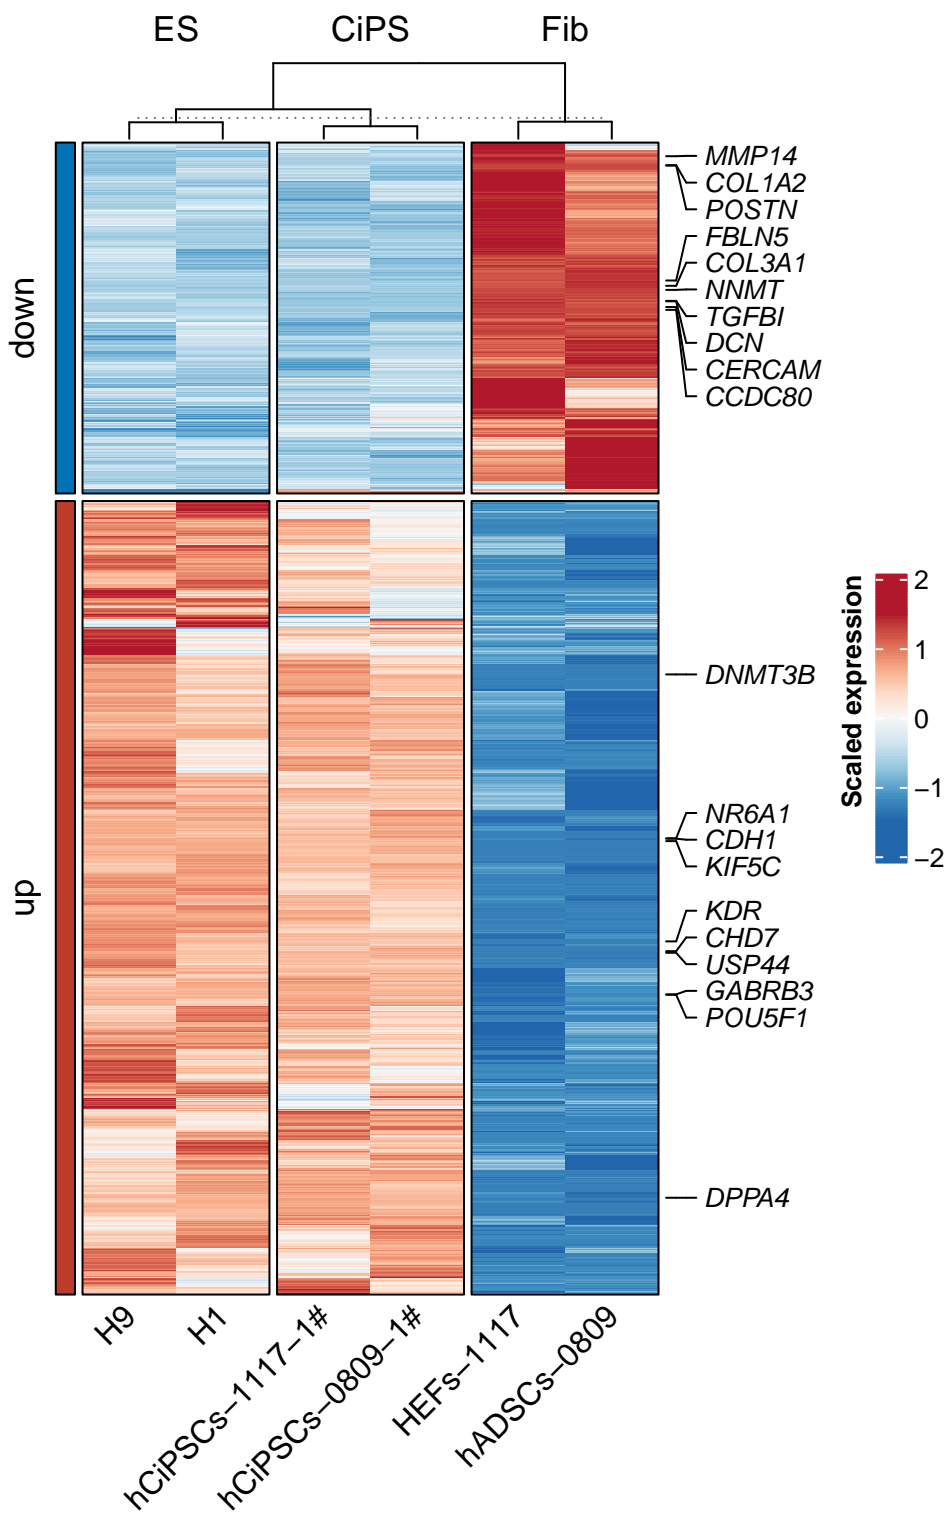 ES CiPS Fib
down
MMP14
COL1A2
POSTN
FBLN5
COL3A1
NNMT
TGFBI
DCN
CERCAM
CCDC80
up
DNMT3B
NR6A1
CDH1
KIF5C
KDR
CHD7
USP44
GABRB3
POU5F1
DPPA4
Scaled expression
2
1
0
−1
−2
H9
H1
hCiPSCs−1117−1#
hCiPSCs−0809−1#
HEFs−1117
hADSCs−0809